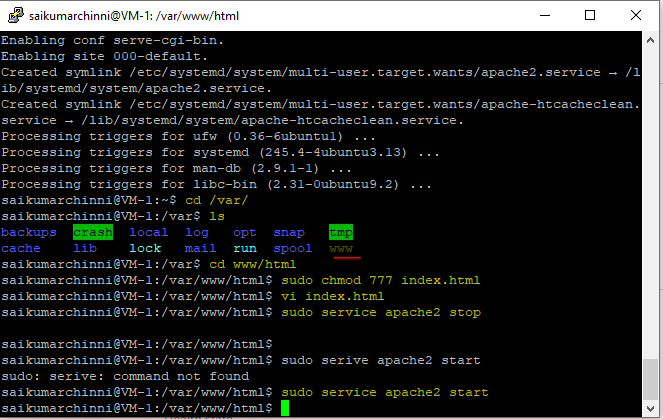 saikumarchinni@VM-1: /var/www/html
Enabling conf serve-cgi-bin.
Enabling site 000-default.
Created symlink /etc/systemd/system/multi-user.target.wants/apache2.service → /l
ib/systemd/system/apache2.service.
Created symlink /etc/systemd/system/multi-user.target.wants/apache-htcacheclean.
service → /lib/systemd/system/apache-htcacheclean.service.
Processing triggers for ufw (0.36-6ubuntu1) ...
Processing triggers for systemd (245.4-4ubuntu3.13) ...
Processing triggers for man-db (2.9.1-1) ...
Processing triggers for libc-bin (2.31-0ubuntu9.2) ...
saikumarchinni@VM-1:~$ cd /var/
saikumarchinni@VM-1:/var$ ls
backups crash local log opt snap tmp
cache lib lock mail run spool www
saikumarchinni@VM-1:/var$ cd www/html
saikumarchinni@VM-1:/var/www/html$ sudo chmod 777 index.html
saikumarchinni@VM-1:/var/www/html$ vi index.html
saikumarchinni@VM-1:/var/www/html$ sudo service apache2 stop
saikumarchinni@VM-1:/var/www/html$
saikumarchinni@VM-1:/var/www/html$ sudo serive apache2 start
sudo: serive: command not found
saikumarchinni@VM-1:/var/www/html$ sudo service apache2 start
saikumarchinni@VM-1:/var/www/html$